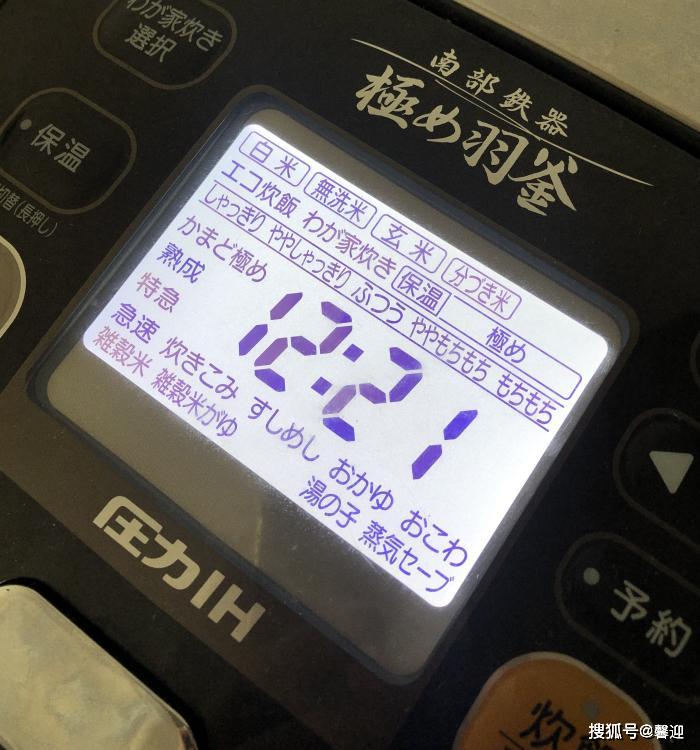 わが家炊き
選択
南部鉄器
極め羽釜
保温
切替(長押し)
白米 無洗米 玄米 分づき米
エコ炊飯 わが家炊き 保温 極め
しゃっきり ややしゃっきり ふつう ややもちもち もちもち
かまど極め
熟成
特急
急速 炊きこみ すしめし おかゆ おこわ
雑穀米 雑穀米がゆ 湯の子 蒸気セーブ
12:21
圧力IH
予約
炊
搜狐号@馨迎